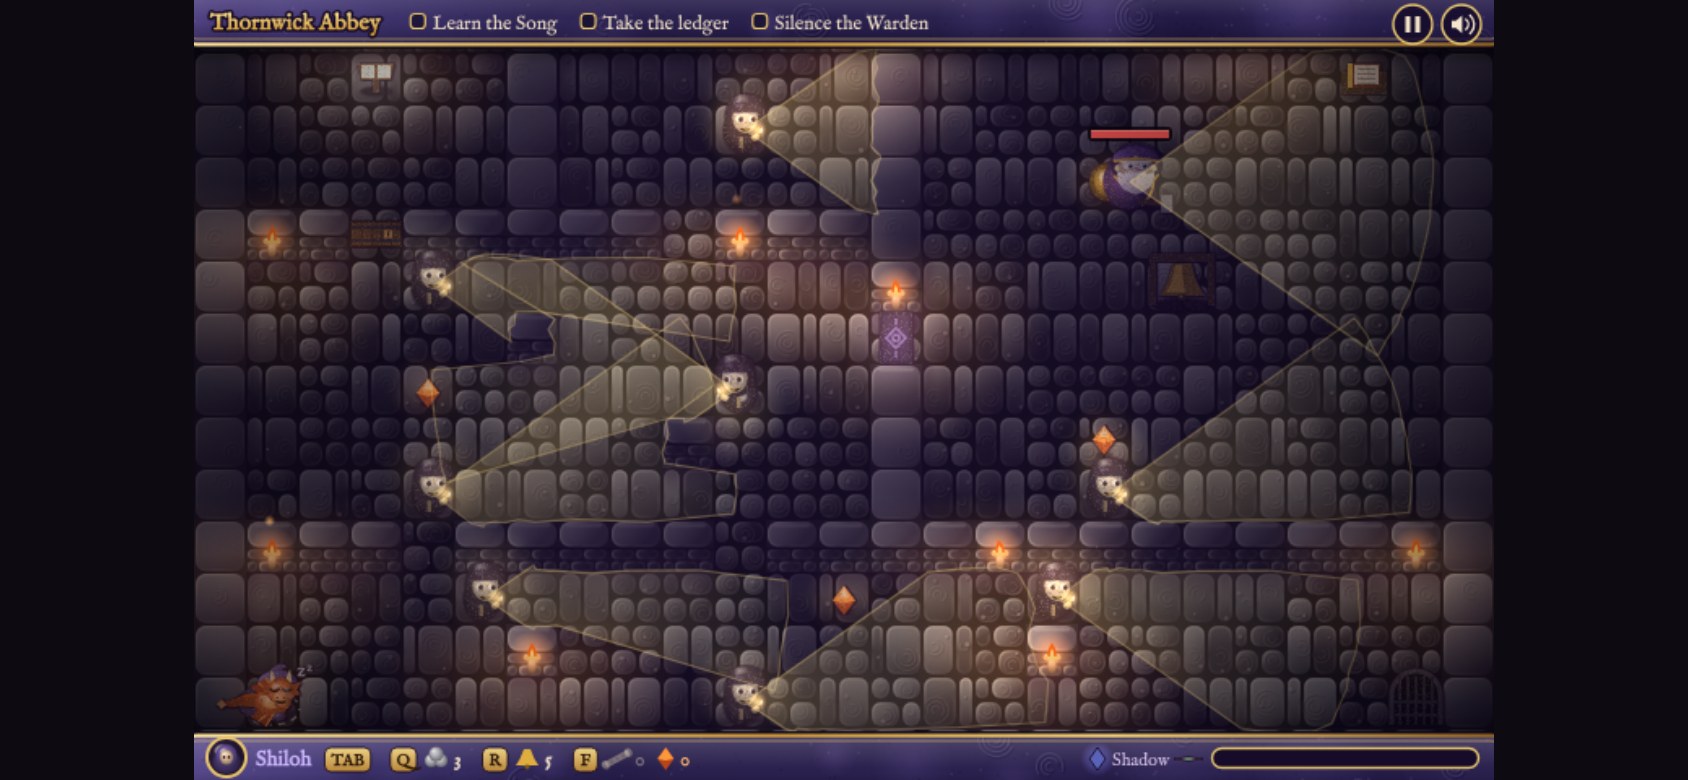 Thornwick Abbey Learn the Song Take the ledger Silence the Warden
z z
Shiloh TAB Q 3 R 5 F 0 0 Shadow